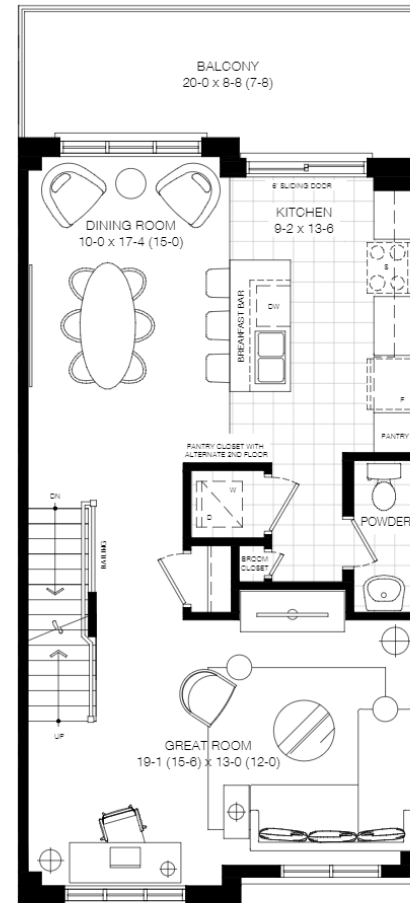 BALCONY
20-0 x 8-8 (7-8)
6' SLIDING DOOR
DINING ROOM
10-0 x 17-4 (15-0)
KITCHEN
9-2 x 13-6
S
BREAKFAST BAR
DW
F
PANTRY
PANTRY CLOSET WITH
ALTERNATE 2ND FLOOR
W
D
POWDER
DN
RAILING
BROOM
CLOSET
UP
GREAT ROOM
19-1 (15-6) x 13-0 (12-0)